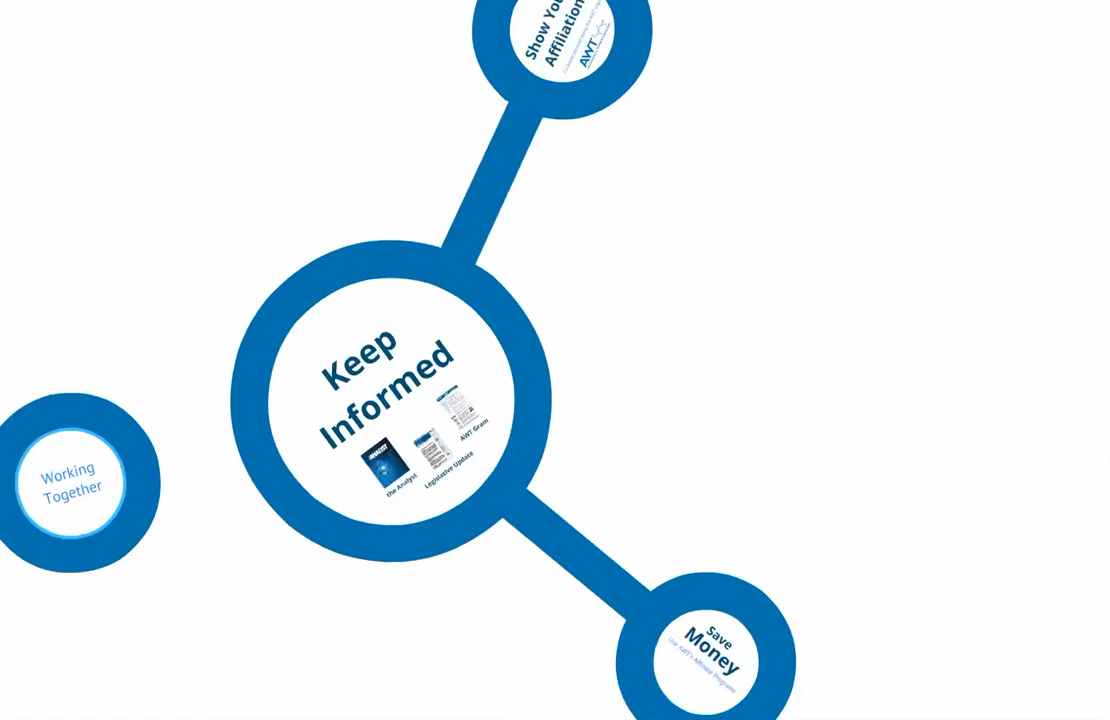 Show You
Affiliation
AWT
Keep
Informed
ANALYST
the Analyst
Legislative Update
AWT Gram
Working
Together
Save
Money
Use AWT's Affiliate Programs